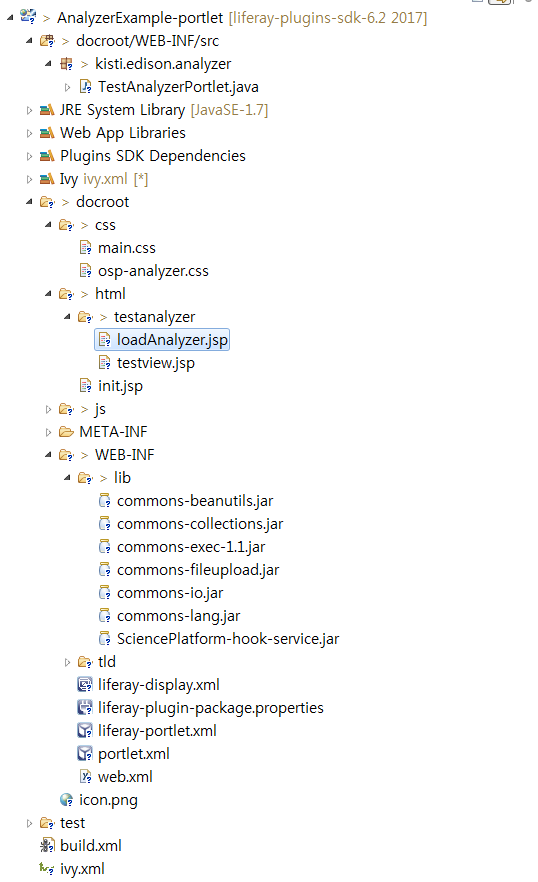 > AnalyzerExample-portlet [liferay-plugins-sdk-6.2 2017]
> docroot/WEB-INF/src
> kisti.edison.analyzer
TestAnalyzerPortlet.java
JRE System Library [JavaSE-1.7]
Web App Libraries
Plugins SDK Dependencies
Ivy ivy.xml [*]
> docroot
> css
main.css
osp-analyzer.css
> html
> testanalyzer
loadAnalyzer.jsp
testview.jsp
init.jsp
> js
META-INF
> WEB-INF
> lib
commons-beanutils.jar
commons-collections.jar
commons-exec-1.1.jar
commons-fileupload.jar
commons-io.jar
commons-lang.jar
SciencePlatform-hook-service.jar
tld
liferay-display.xml
liferay-plugin-package.properties
liferay-portlet.xml
portlet.xml
web.xml
icon.png
test
build.xml
ivy.xml